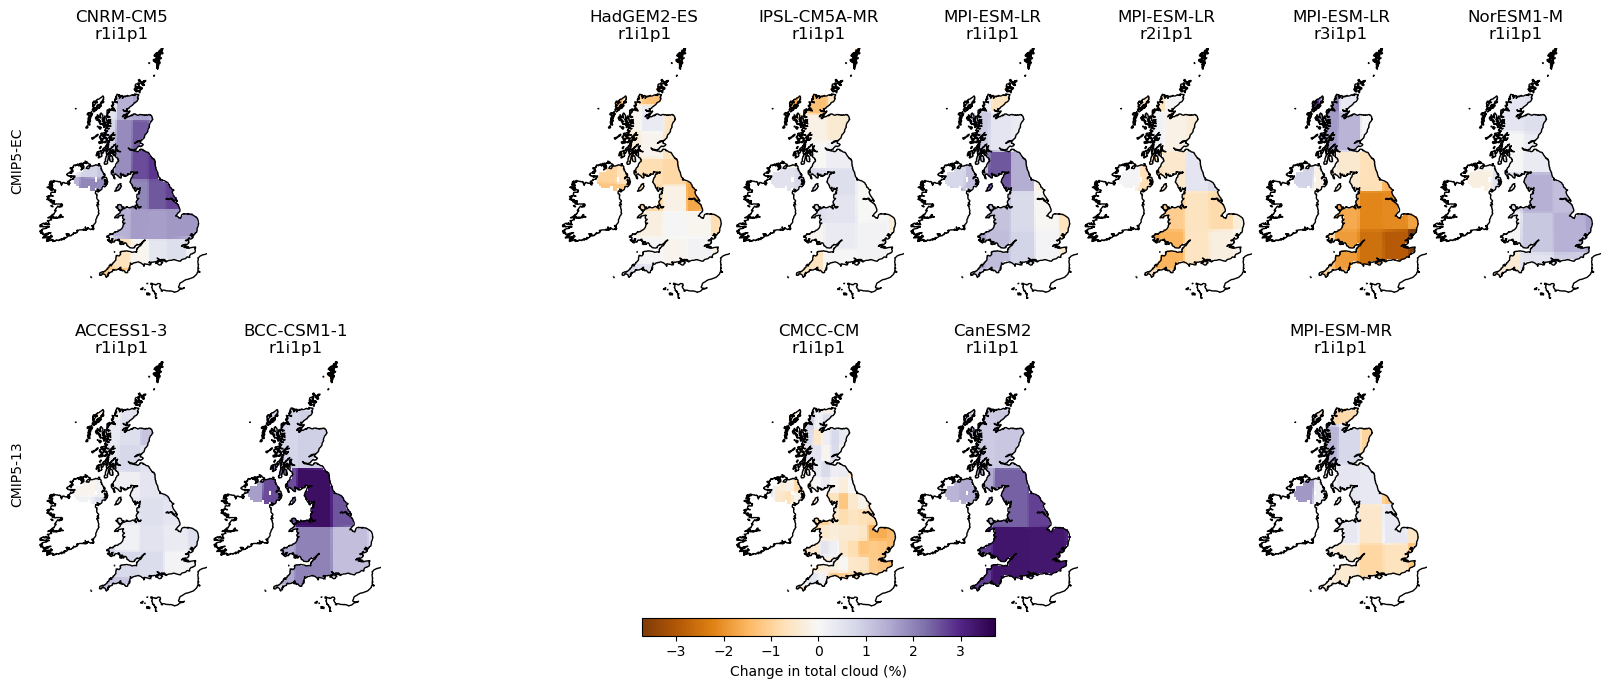 CNRM-CM5
r1i1p1
HadGEM2-ES
r1i1p1
IPSL-CM5A-MR
r1i1p1
MPI-ESM-LR
r1i1p1
MPI-ESM-LR
r2i1p1
MPI-ESM-LR
r3i1p1
NorESM1-M
r1i1p1
CMIP5-EC
ACCESS1-3
r1i1p1
BCC-CSM1-1
r1i1p1
CMCC-CM
r1i1p1
CanESM2
r1i1p1
MPI-ESM-MR
r1i1p1
CMIP5-13
−3 −2 −1 0 1 2 3
Change in total cloud (%)